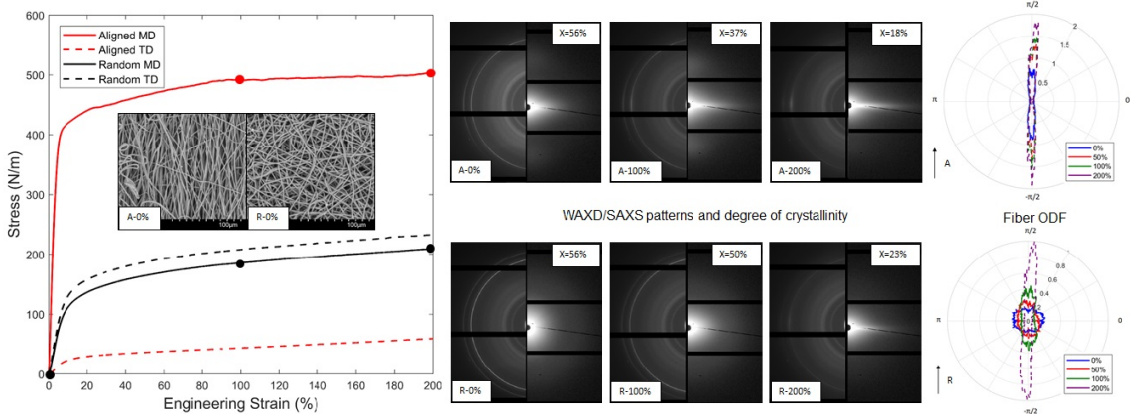 600
500
400
300
200
100
0
0
20
40
60
80
100
120
140
160
180
200
Stress (N/m)
Engineering Strain (%)
Aligned MD
Aligned TD
Random MD
Random TD
A-0%
100µm
R-0%
100µm
X=56%
A-0%
X=37%
A-100%
X=18%
A-200%
WAXD/SAXS patterns and degree of crystallinity
X=56%
R-0%
X=50%
R-100%
X=23%
R-200%
π/2
2
1.5
1
0.5
π
0
-π/2
A
0%
50%
100%
200%
Fiber ODF
π/2
0.8
0.6
0.4
π
0
-π/2
R
0%
50%
100%
200%